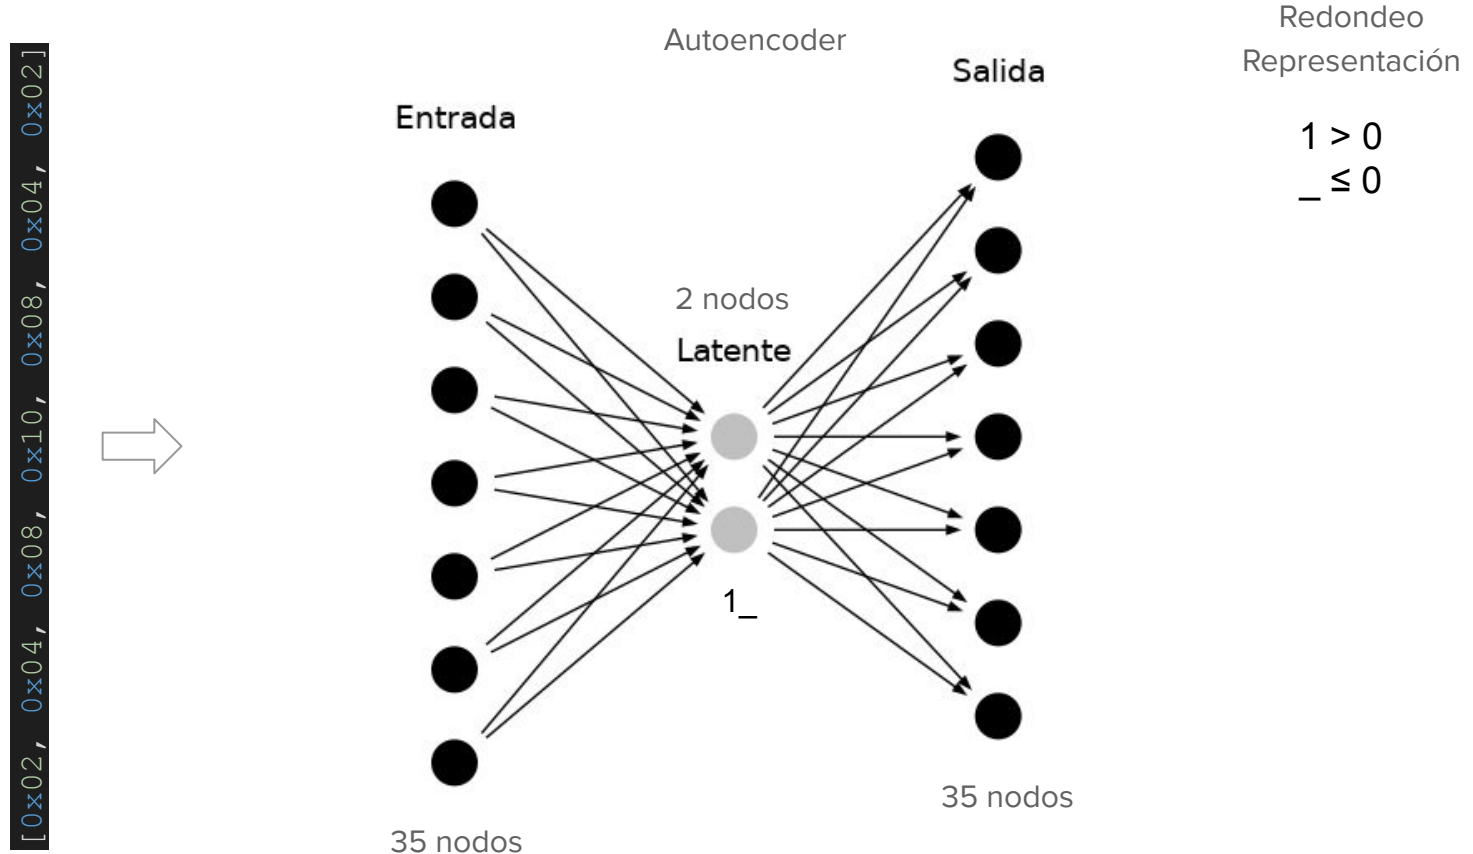 [0x02, 0x04, 0x08, 0x10, 0x08, 0x04, 0x02]
Autoencoder
Entrada
35 nodos
2 nodos
Latente
1_
Salida
35 nodos
Redondeo
Representación
1 > 0
_ ≤ 0